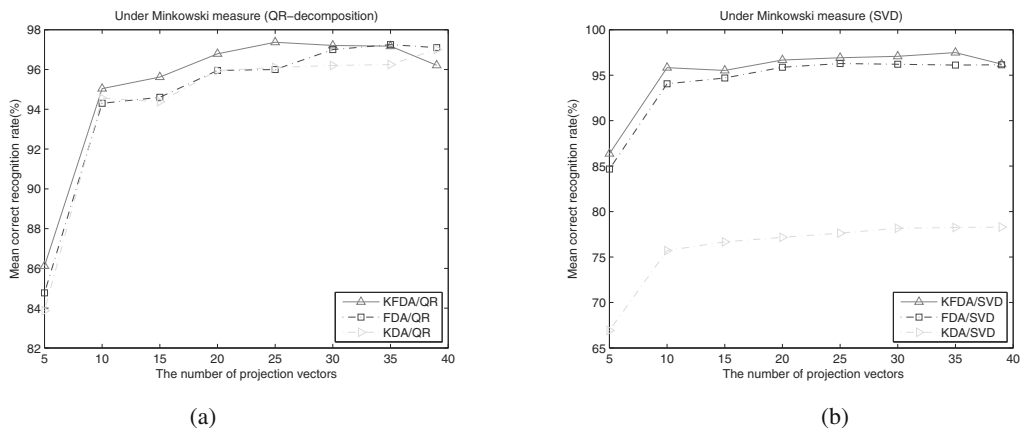 Under Minkowski measure (QR−decomposition)
Mean correct recognition rate(%)
98
96
94
92
90
88
86
84
82
5 10 15 20 25 30 35 40
The number of projection vectors
KFDA/QR
FDA/QR
KDA/QR
(a)
Under Minkowski measure (SVD)
Mean correct recognition rate(%)
100
95
90
85
80
75
70
65
5 10 15 20 25 30 35 40
The number of projection vectors
KFDA/SVD
FDA/SVD
KDA/SVD
(b)